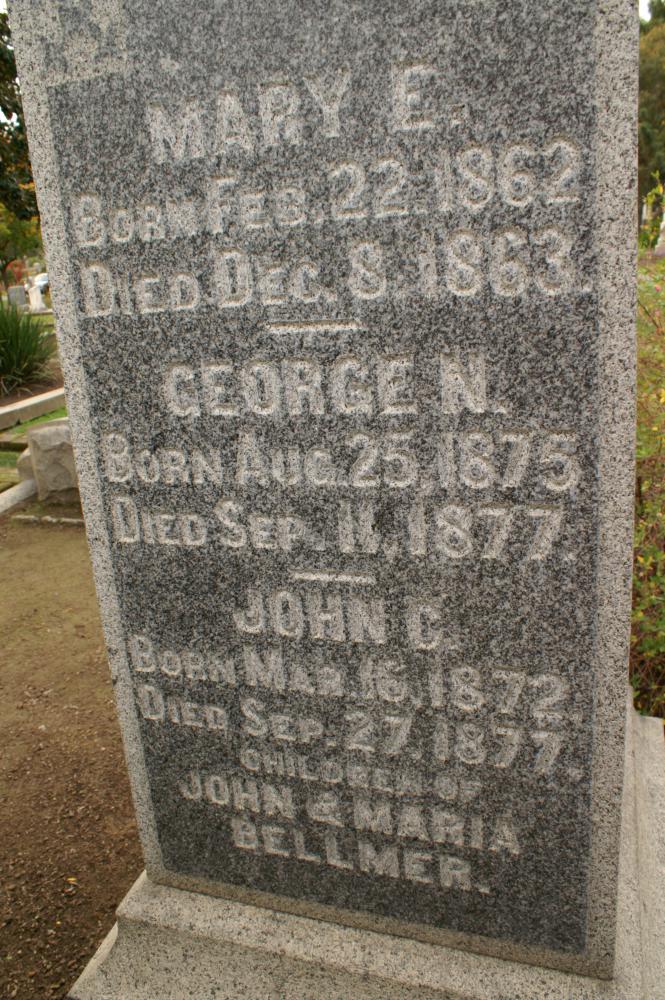 MARY E.
BORN FEB. 22. 1862
DIED DEC. 8. 1863.
GEORGE N.
BORN AUG. 25, 1875
DIED SEP. 11, 1877.
JOHN C.
BORN MAR. 16, 1872.
DIED SEP. 27, 1877.
CHILDREN OF
JOHN & MARIA
BELLMER.